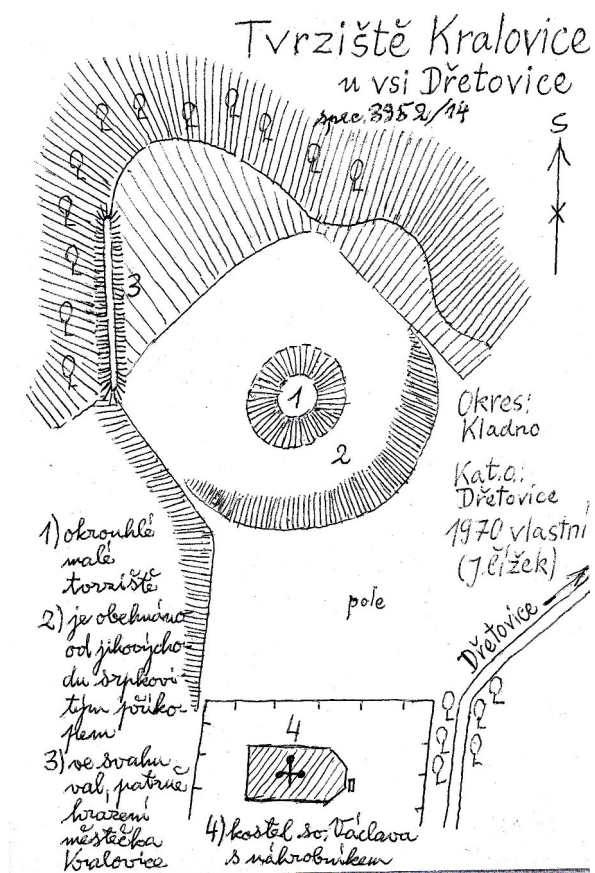 Tvrziště Kralovice
u vsi Dřetovice
spec. 3952/14
S
3
1
2
Okres:
Kladno
Kat.o.:
Dřetovice
1970 vlastní
(J. Čížek)
1) okrouhlé
malé
tvrziště
2) je obehnáno
od jihovýcho-
du srpkovi-
tým příko-
pem
3) ve svahu
val, patrně
hrazení
městečka
Kralovice
pole
Dřetovice
4
4) kostel sv. Václava
s náhrobníkem